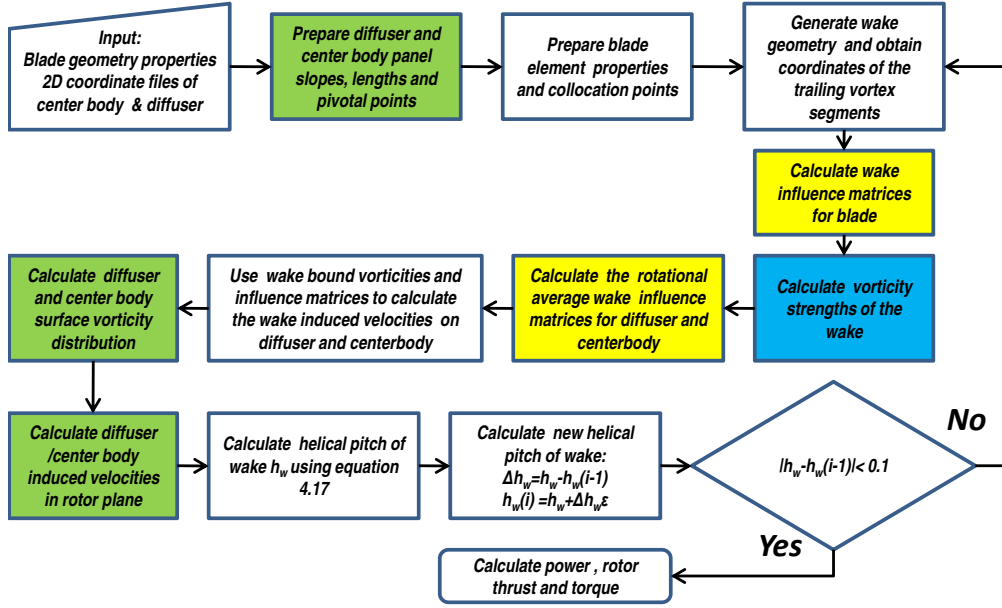 Input:
Blade geometry properties
2D coordinate files of
center body & diffuser
Prepare diffuser and
center body panel
slopes, lengths and
pivotal points
Prepare blade
element properties
and collocation points
Generate wake
geometry and obtain
coordinates of the
trailing vortex
segments
Calculate wake
influence matrices
for blade
Calculate diffuser
and center body
surface vorticity
distribution
Use wake bound vorticities and
influence matrices to calculate
the wake induced velocities on
diffuser and centerbody
Calculate the rotational
average wake influence
matrices for diffuser and
centerbody
Calculate vorticity
strengths of the
wake
Calculate diffuser
/center body
induced velocities
in rotor plane
Calculate helical pitch of
wake h_w using equation
4.17
Calculate new helical
pitch of wake:
Δh_w=h_w-h_w(i-1)
h_w(i) =h_w+Δh_wε
|h_w-h_w(i-1)|< 0.1
No
Yes
Calculate power , rotor
thrust and torque